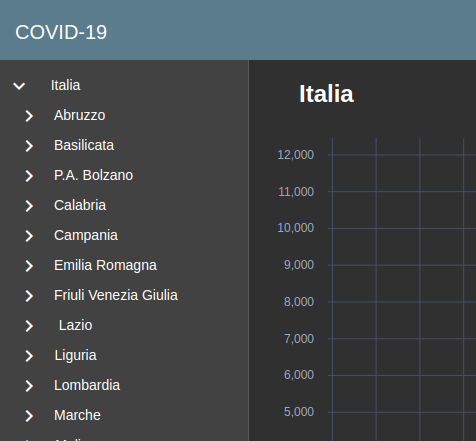 COVID-19
Italia
Abruzzo
Basilicata
P.A. Bolzano
Calabria
Campania
Emilia Romagna
Friuli Venezia Giulia
Lazio
Liguria
Lombardia
Marche
Italia
12,000
11,000
10,000
9,000
8,000
7,000
6,000
5,000